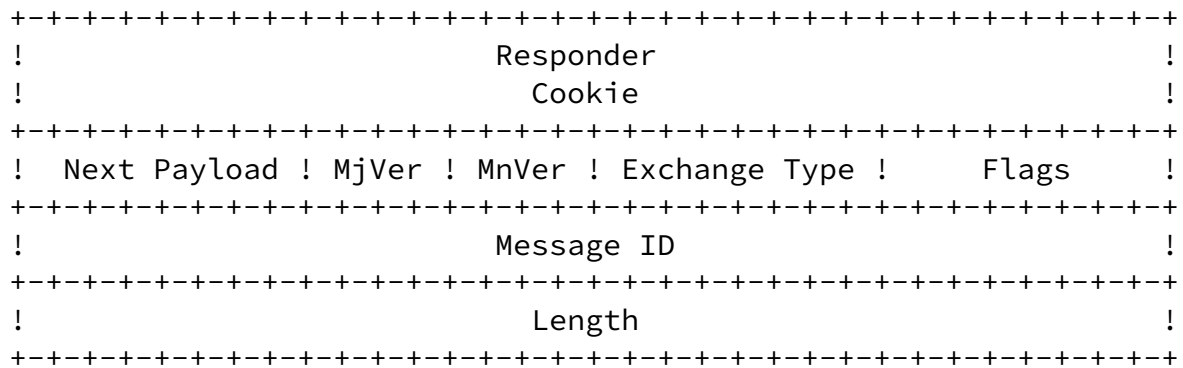 +-+-+-+-+-+-+-+-+-+-+-+-+-+-+-+-+-+-+-+-+-+-+-+-+-+-+-+-+-+-+-+-+
!                          Responder                            !
!                            Cookie                             !
+-+-+-+-+-+-+-+-+-+-+-+-+-+-+-+-+-+-+-+-+-+-+-+-+-+-+-+-+-+-+-+-+
!  Next Payload ! MjVer ! MnVer ! Exchange Type !     Flags     !
+-+-+-+-+-+-+-+-+-+-+-+-+-+-+-+-+-+-+-+-+-+-+-+-+-+-+-+-+-+-+-+-+
!                          Message ID                           !
+-+-+-+-+-+-+-+-+-+-+-+-+-+-+-+-+-+-+-+-+-+-+-+-+-+-+-+-+-+-+-+-+
!                            Length                             !
+-+-+-+-+-+-+-+-+-+-+-+-+-+-+-+-+-+-+-+-+-+-+-+-+-+-+-+-+-+-+-+-+